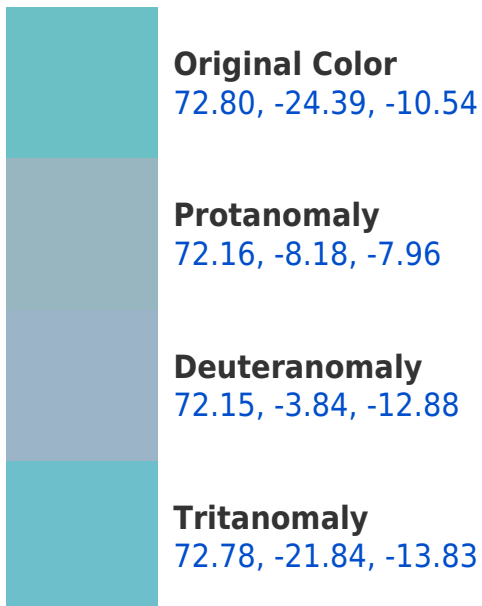 Original Color
72.80, -24.39, -10.54
Protanomaly
72.16, -8.18, -7.96
Deuteranomaly
72.15, -3.84, -12.88
Tritanomaly
72.78, -21.84, -13.83